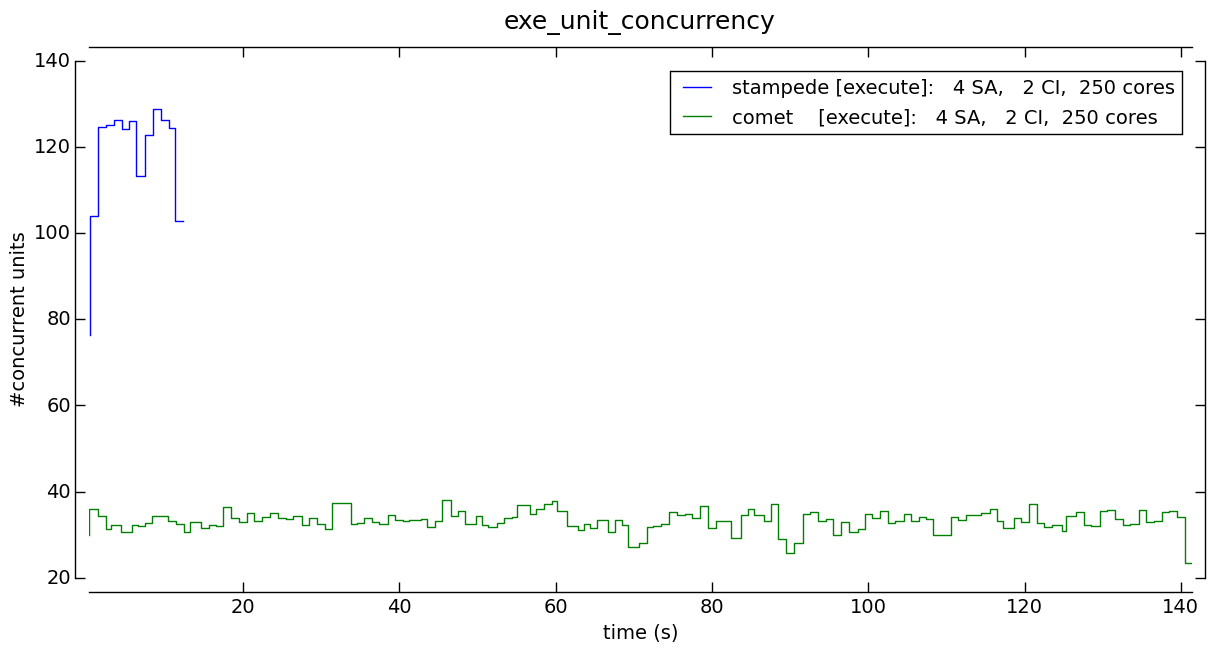 exe_unit_concurrency
140
120
100
80
60
40
20
#concurrent units
stampede [execute]:   4 SA,   2 CI,  250 cores
comet    [execute]:   4 SA,   2 CI,  250 cores
20 40 60 80 100 120 140
time (s)